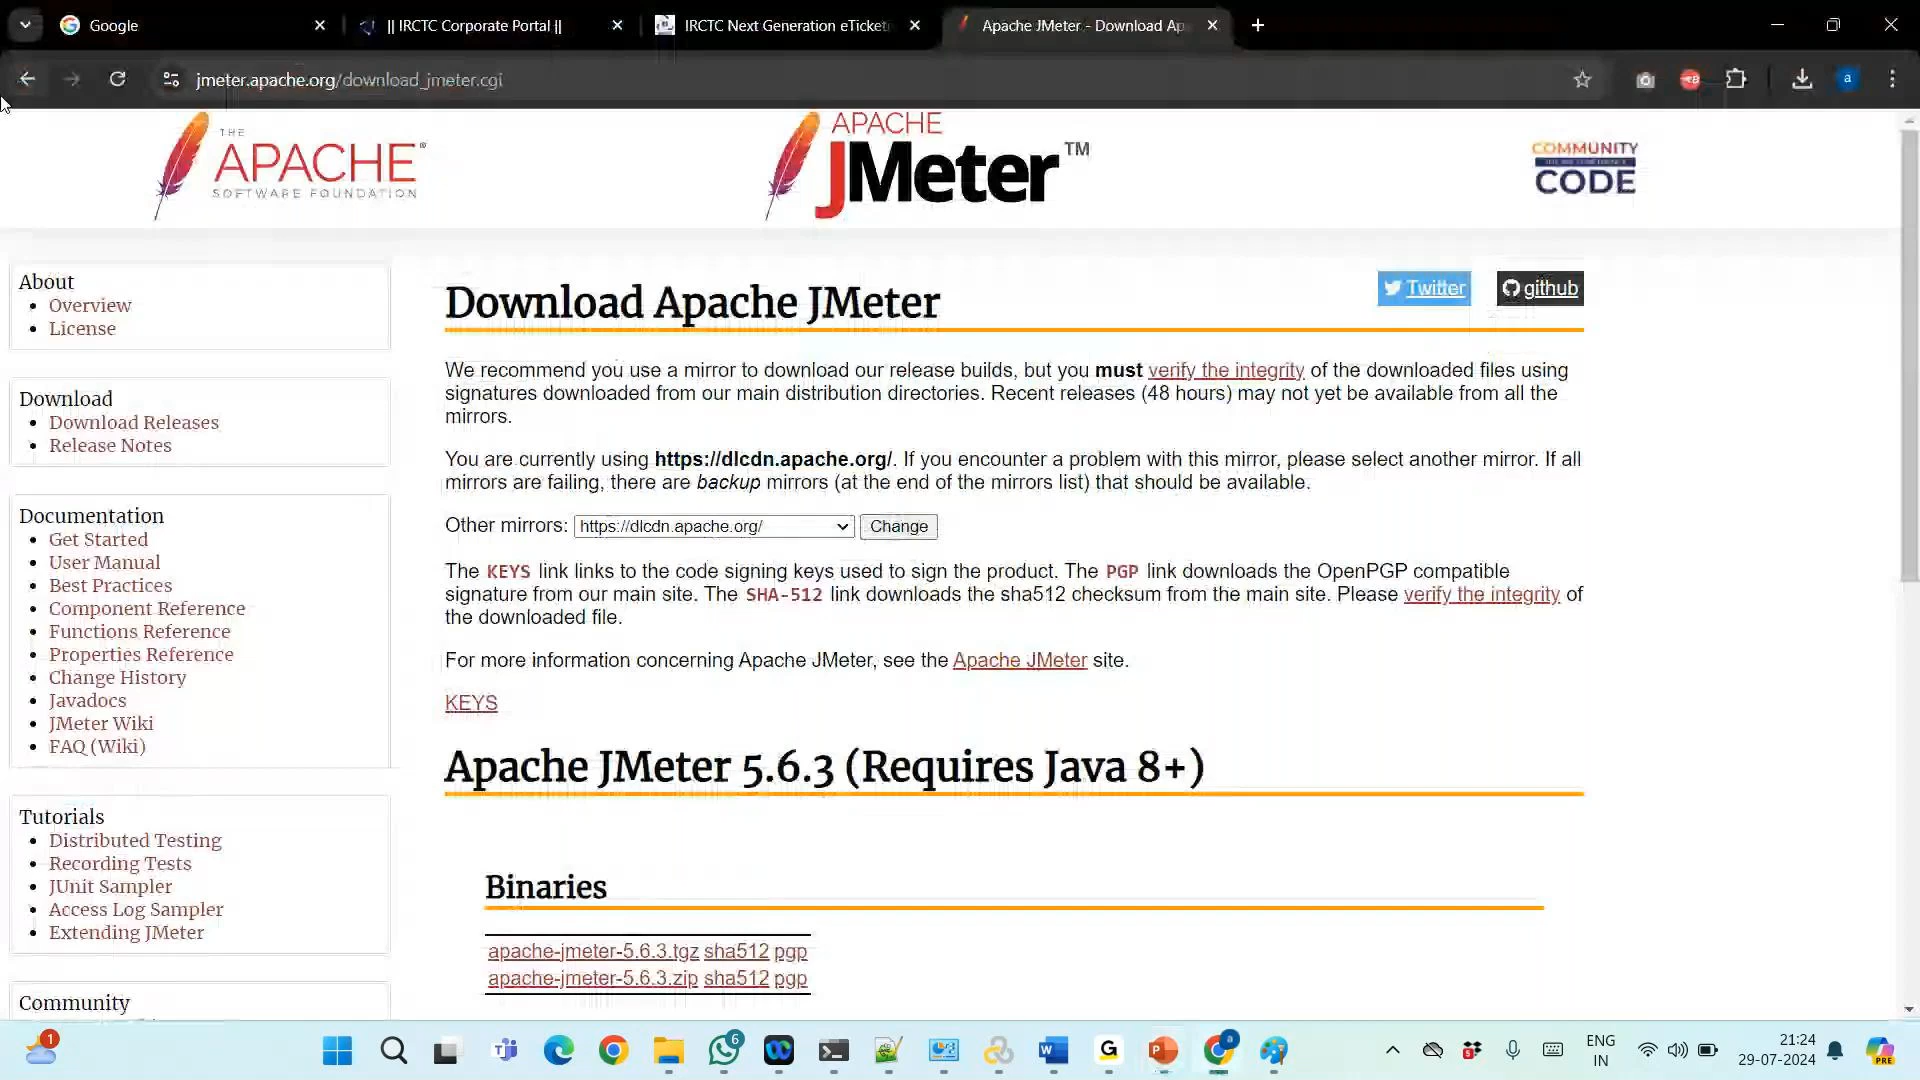 Google
|| IRCTC Corporate Portal ||
IRCTC Next Generation eTicket
Apache JMeter - Download Ap
jmeter.apache.org/download_jmeter.cgi
a
THE
APACHE®
SOFTWARE FOUNDATION
APACHE
JMeter™
COMMUNITY
CODE
About
Overview
License
Download
Download Releases
Release Notes
Documentation
Get Started
User Manual
Best Practices
Component Reference
Functions Reference
Properties Reference
Change History
Javadocs
JMeter Wiki
FAQ (Wiki)
Tutorials
Distributed Testing
Recording Tests
JUnit Sampler
Access Log Sampler
Extending JMeter
Community
Twitter
github
Download Apache JMeter
We recommend you use a mirror to download our release builds, but you must verify the integrity of the downloaded files using
signatures downloaded from our main distribution directories. Recent releases (48 hours) may not yet be available from all the
mirrors.
You are currently using https://dlcdn.apache.org/. If you encounter a problem with this mirror, please select another mirror. If all
mirrors are failing, there are backup mirrors (at the end of the mirrors list) that should be available.
Other mirrors: https://dlcdn.apache.org/ Change
The KEYS link links to the code signing keys used to sign the product. The PGP link downloads the OpenPGP compatible
signature from our main site. The SHA-512 link downloads the sha512 checksum from the main site. Please verify the integrity of
the downloaded file.
For more information concerning Apache JMeter, see the Apache JMeter site.
KEYS
Apache JMeter 5.6.3 (Requires Java 8+)
Binaries
apache-jmeter-5.6.3.tgz sha512 pgp
apache-jmeter-5.6.3.zip sha512 pgp
1
6
a
ENG
IN
21:24
29-07-2024
PRE